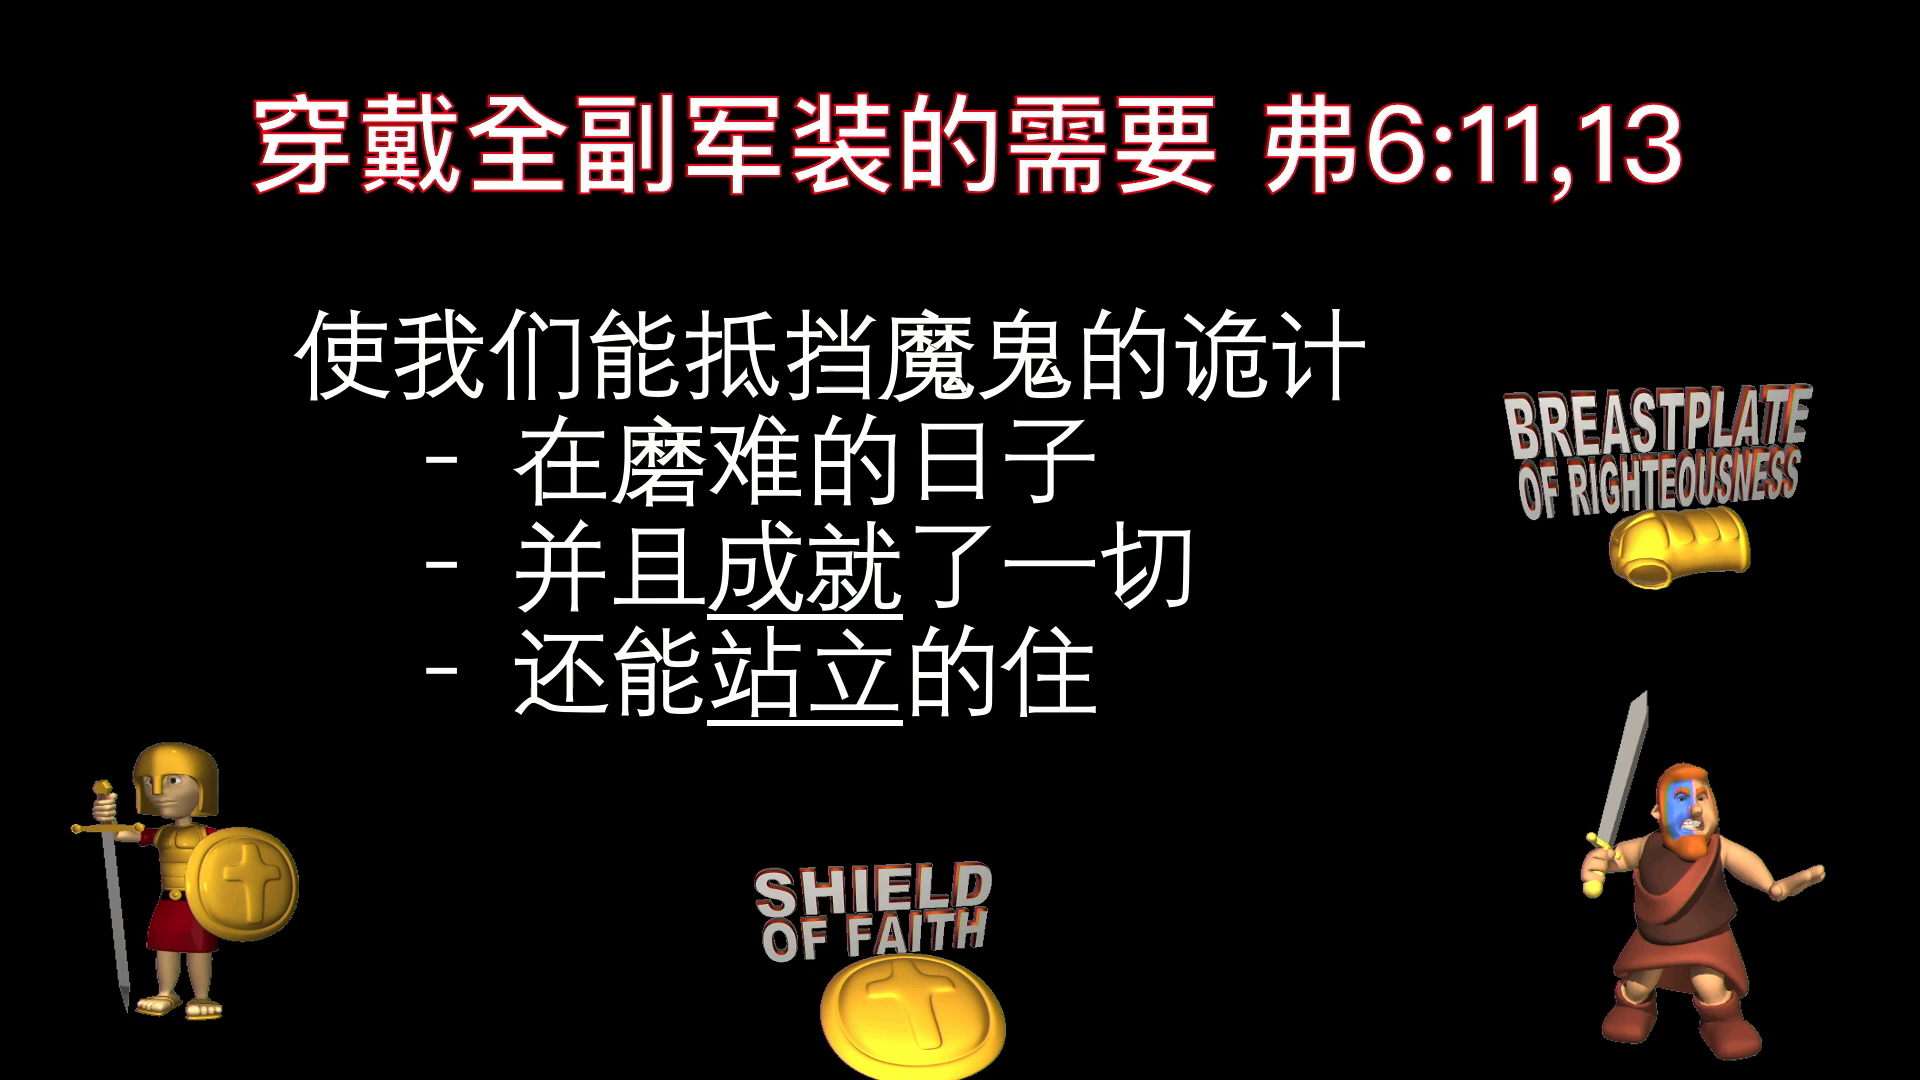 穿戴全副军装的需要 弗6:11,13
使我们能抵挡魔鬼的诡计
- 在磨难的日子
- 并且成就了一切
- 还能站立的住
BREASTPLATE
OF RIGHTEOUSNESS
SHIELD
OF FAITH